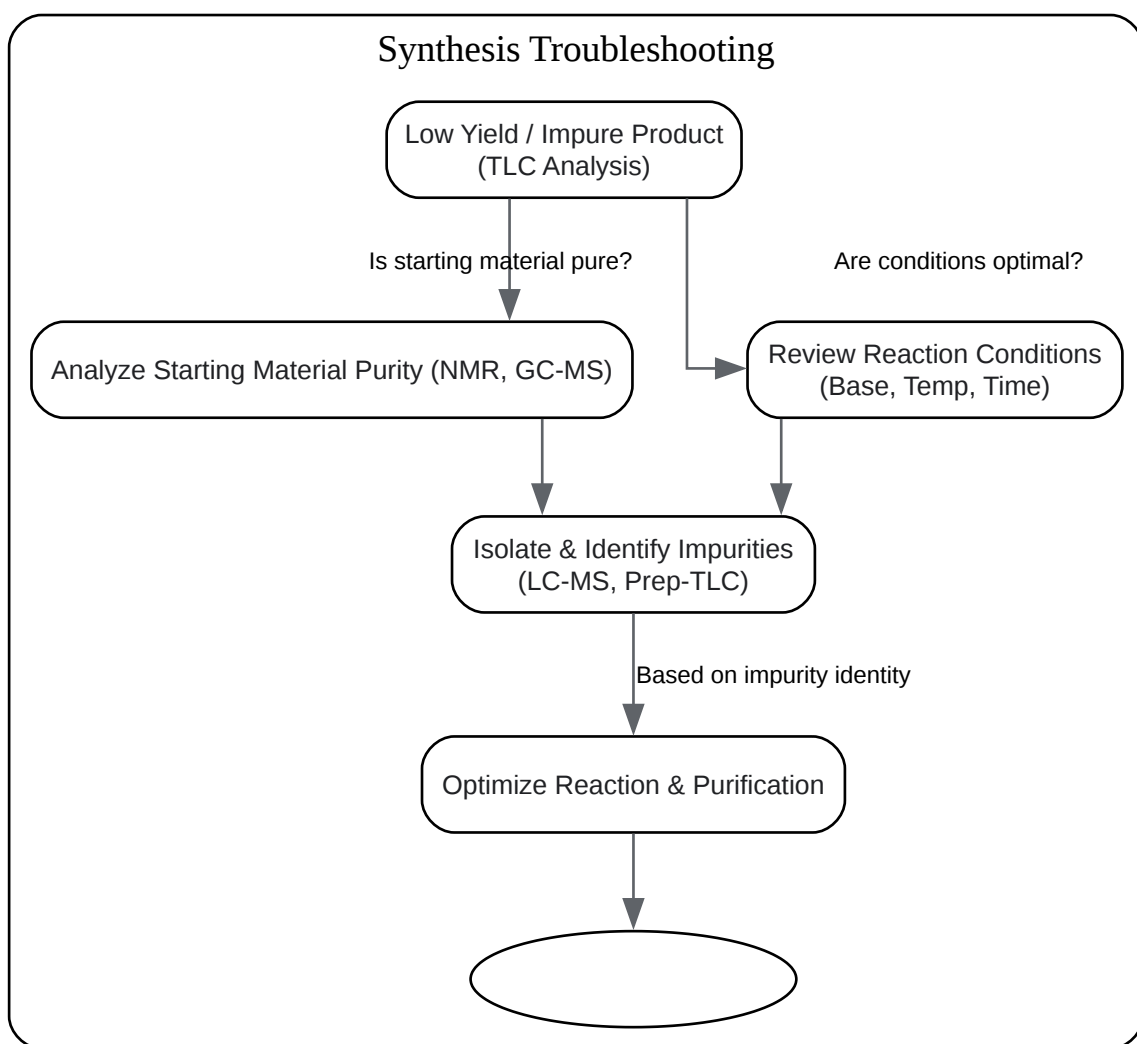 Synthesis Troubleshooting
Low Yield / Impure Product
(TLC Analysis)
Is starting material pure?
Are conditions optimal?
Analyze Starting Material Purity (NMR, GC-MS)
Review Reaction Conditions
(Base, Temp, Time)
Isolate & Identify Impurities
(LC-MS, Prep-TLC)
Based on impurity identity
Optimize Reaction & Purification